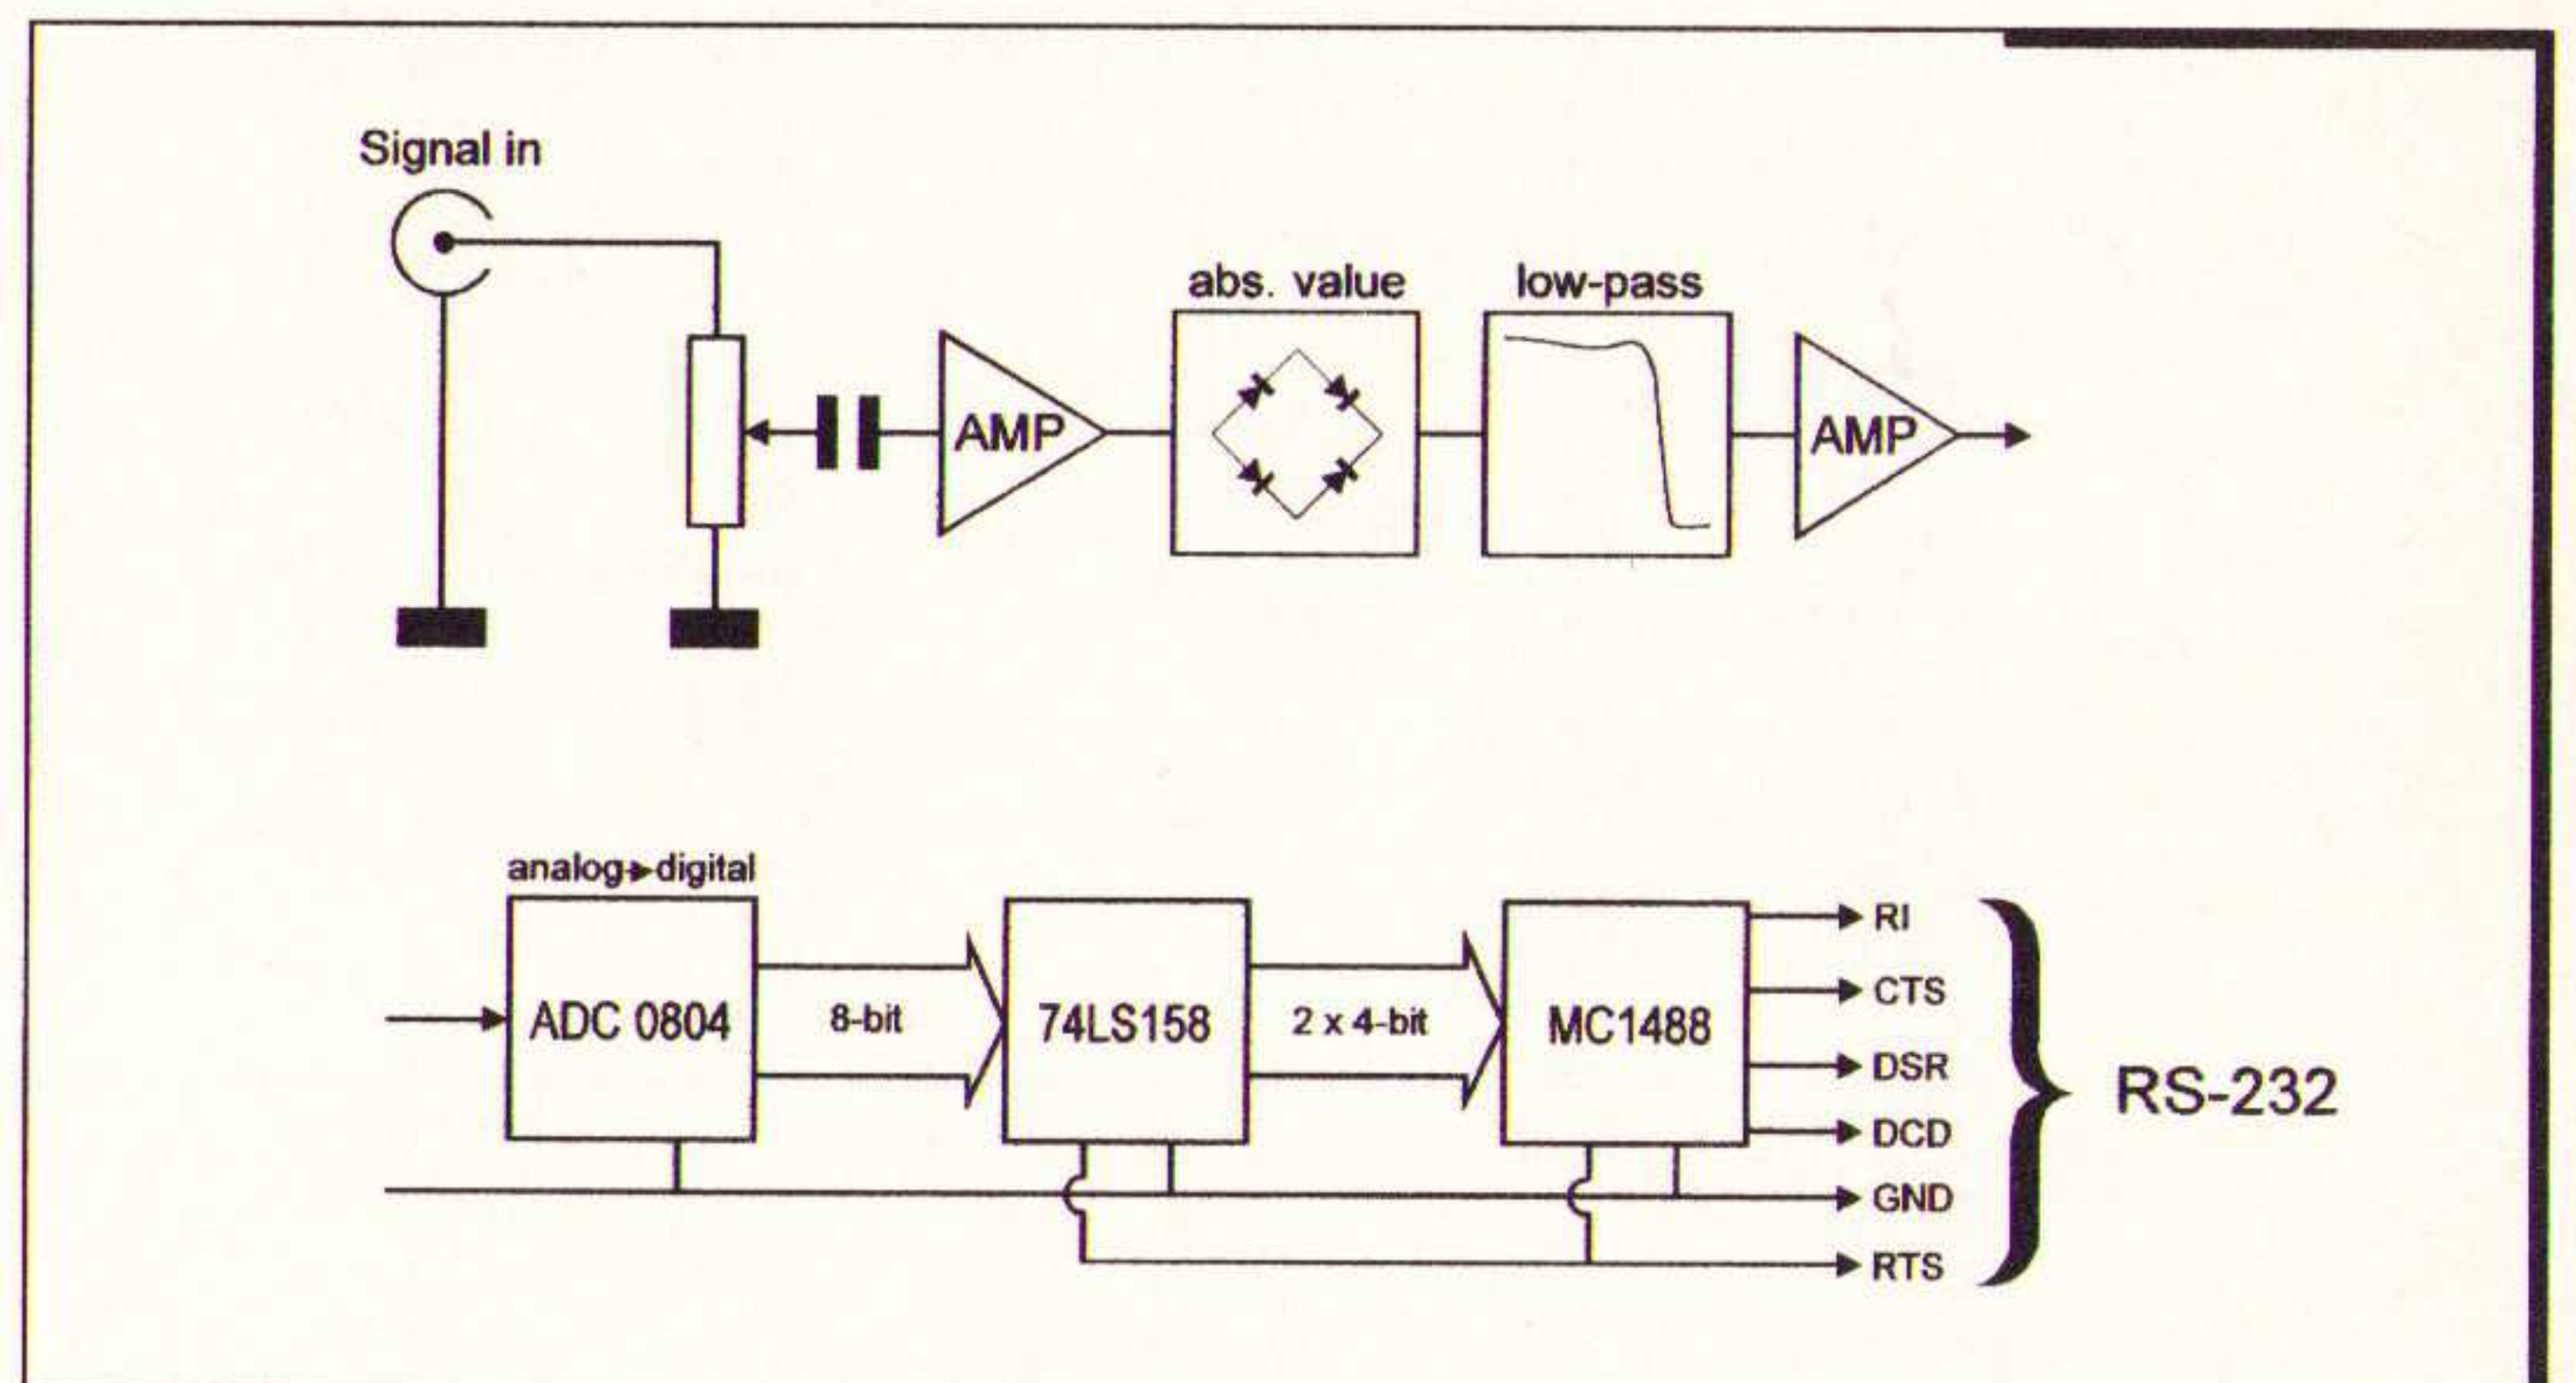 Signal in
abs. value
low-pass
AMP
AMP
analog▸digital
ADC 0804
8-bit
74LS158
2 x 4-bit
MC1488
RI
CTS
DSR
DCD
GND
RTS
RS-232